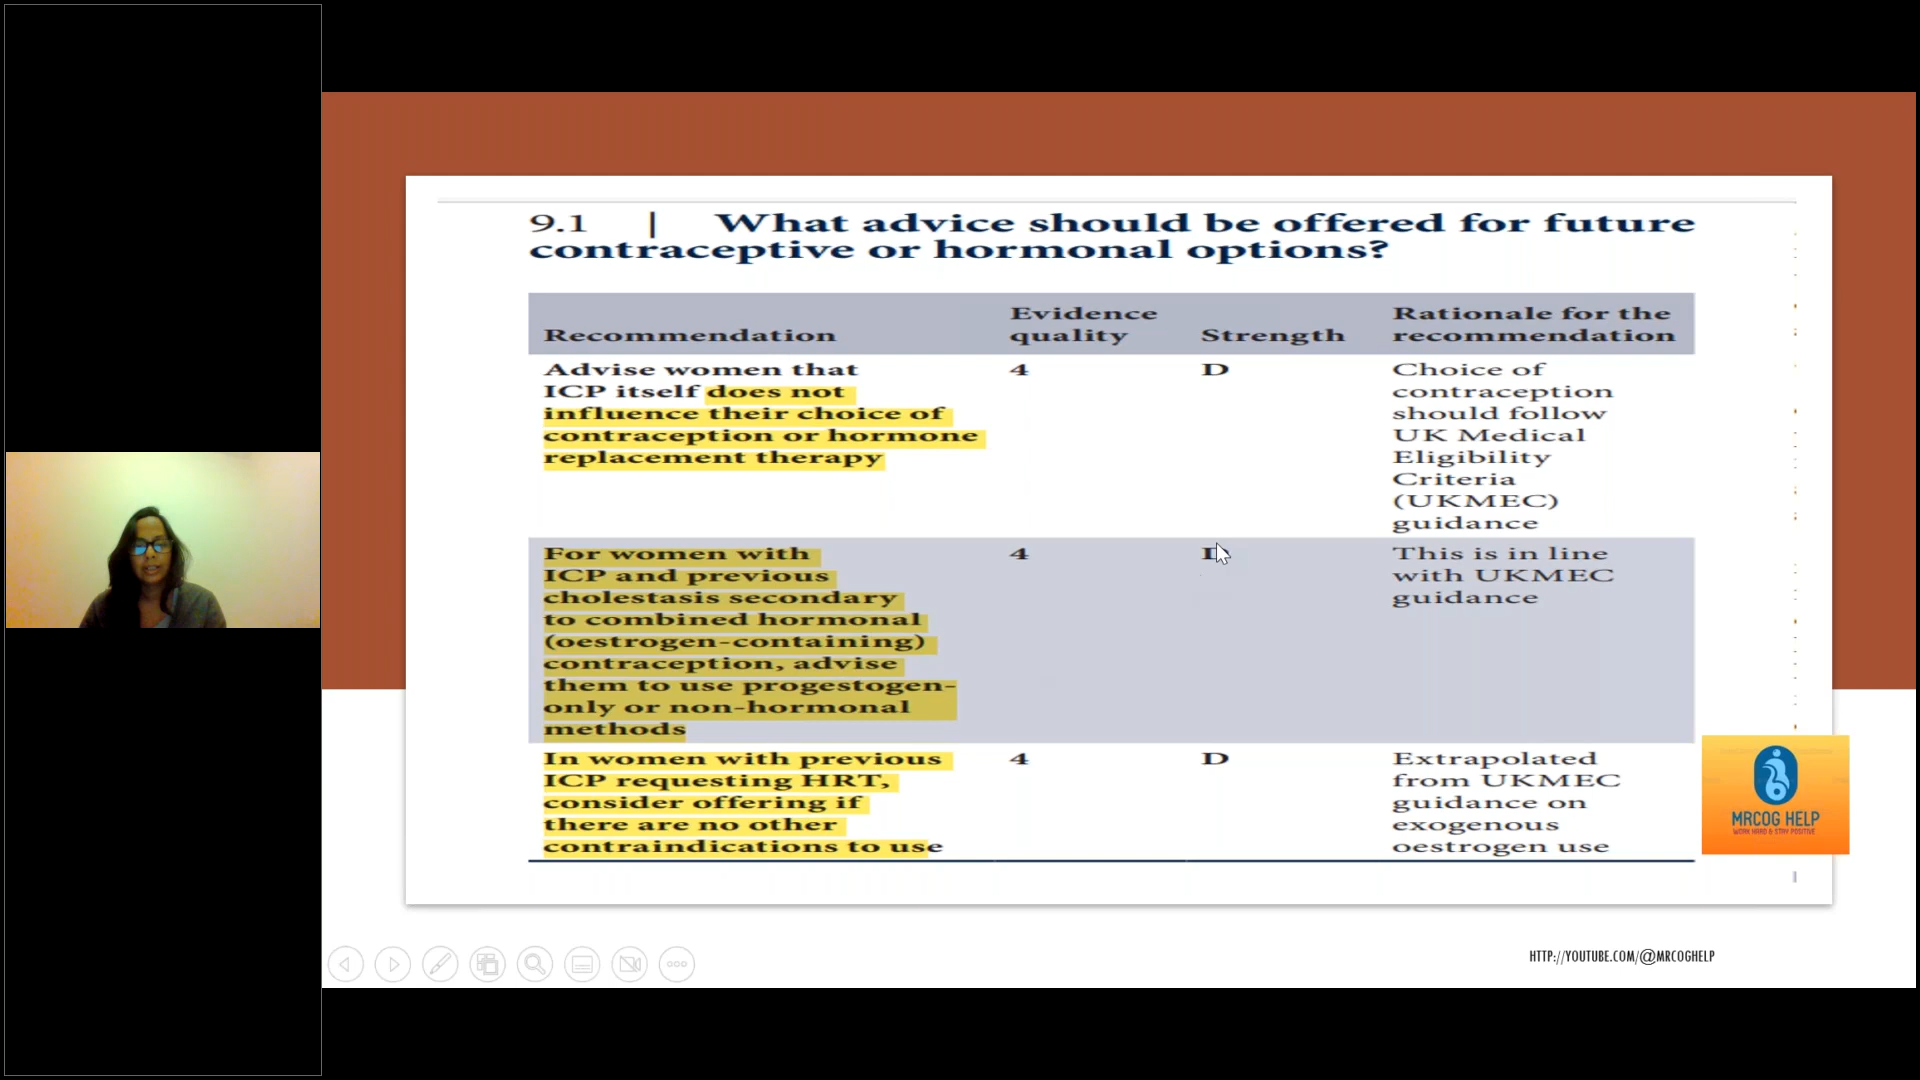 9.1 | What advice should be offered for future
contraceptive or hormonal options?
Recommendation
Evidence
quality
Strength
Rationale for the
recommendation
Advise women that
ICP itself does not
influence their choice of
contraception or hormone
replacement therapy
4
D
Choice of
contraception
should follow
UK Medical
Eligibility
Criteria
(UKMEC)
guidance
For women with
ICP and previous
cholestasis secondary
to combined hormonal
(oestrogen-containing)
contraception, advise
them to use progestogen-
only or non-hormonal
methods
4
D
This is in line
with UKMEC
guidance
In women with previous
ICP requesting HRT,
consider offering if
there are no other
contraindications to use
4
D
Extrapolated
from UKMEC
guidance on
exogenous
oestrogen use
MRCOG HELP
WORK HARD & STAY POSITIVE
HTTP://YOUTUBE.COM/@MRCOGHELP